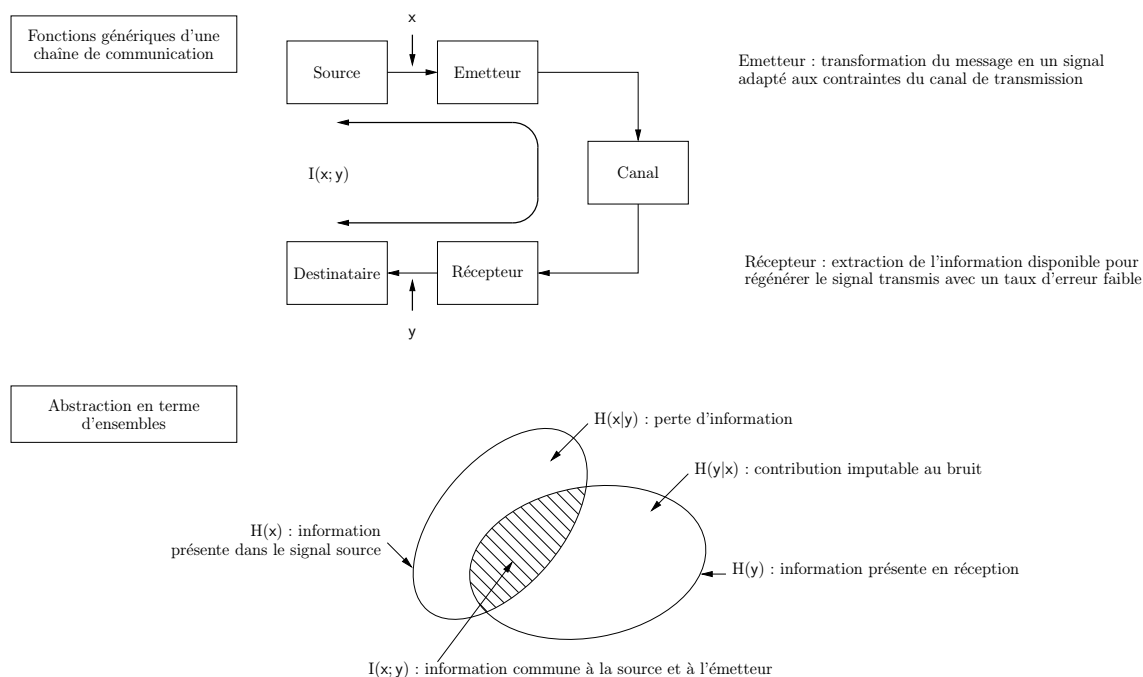 Fonctions génériques d'une
chaîne de communication
x
Source
Emetteur
Emetteur : transformation du message en un signal
adapté aux contraintes du canal de transmission
I(x; y)
Canal
Destinataire
Récepteur
Récepteur : extraction de l'information disponible pour
régénérer le signal transmis avec un taux d'erreur faible
y
Abstraction en terme
d'ensembles
H(x|y) : perte d'information
H(y|x) : contribution imputable au bruit
H(x) : information
présente dans le signal source
H(y) : information présente en réception
I(x; y) : information commune à la source et à l'émetteur